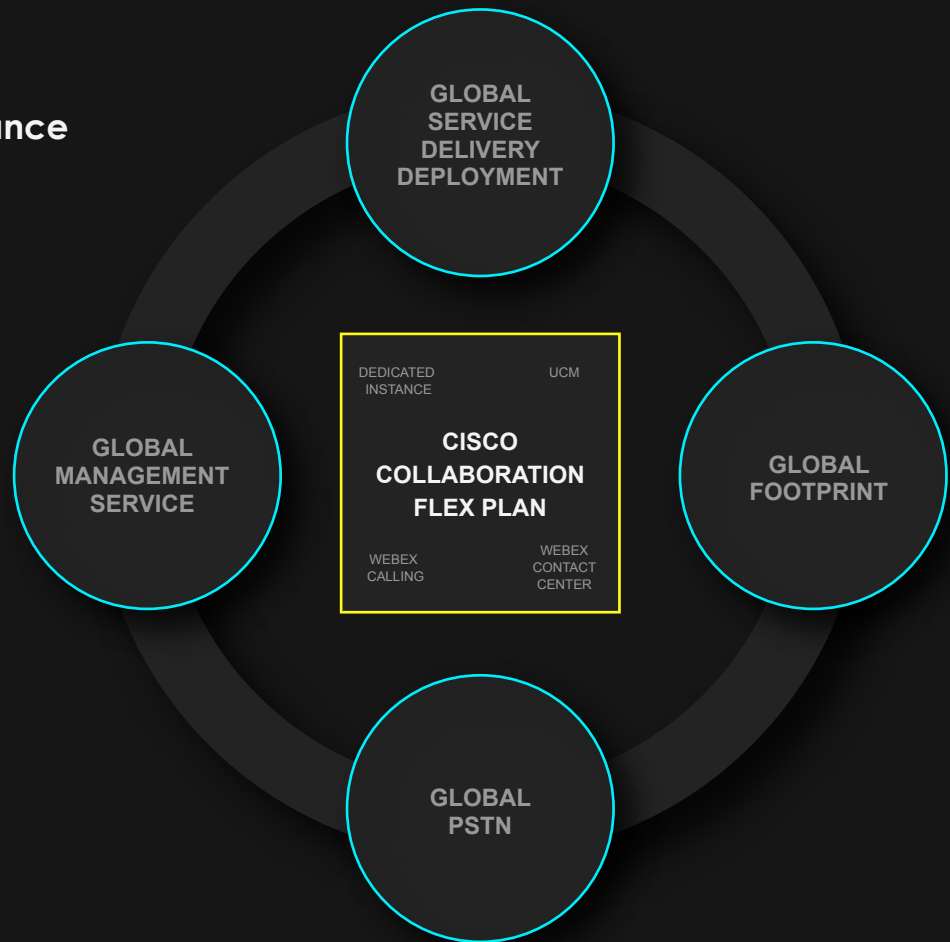 GLOBAL
SERVICE
DELIVERY
DEPLOYMENT
DEDICATED
INSTANCE
UCM
CISCO
COLLABORATION
FLEX PLAN
WEBEX
CALLING
WEBEX
CONTACT
CENTER
GLOBAL
MANAGEMENT
SERVICE
GLOBAL
FOOTPRINT
GLOBAL
PSTN